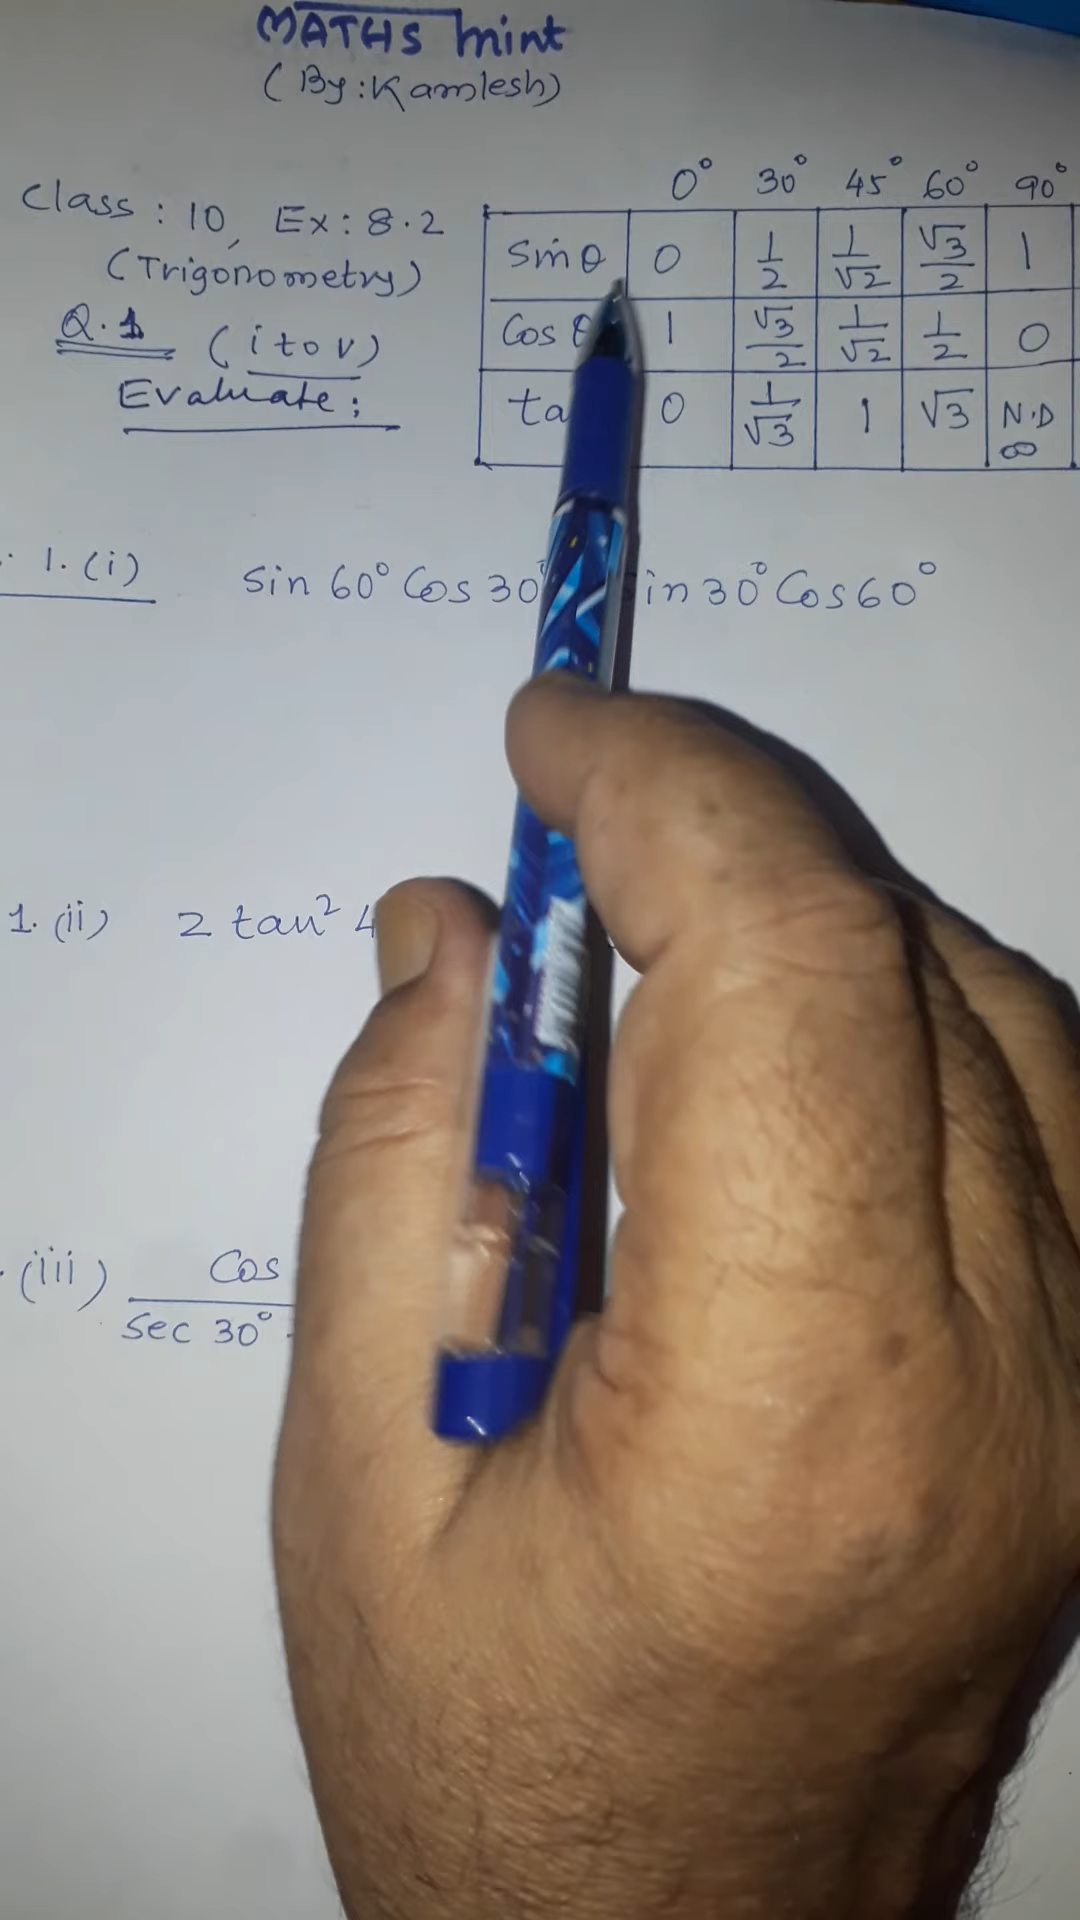 MATHS mint
(By: Kamlesh)
Class: 10, Ex: 8.2
(Trigonometry)
Q.1 (i to v)
Evaluate:
0° 30° 45° 60° 90°
Sinθ 0 1/2 1/√2 √3/2 1
Cos 1 √3/2 1/√2 1/2 0
ta 0 1/√3 1 √3 N.D ∞
1.(i) Sin 60° Cos 30° in 30° Cos 60°
1.(ii) 2 tan² 4
(iii) Cos
Sec 30°